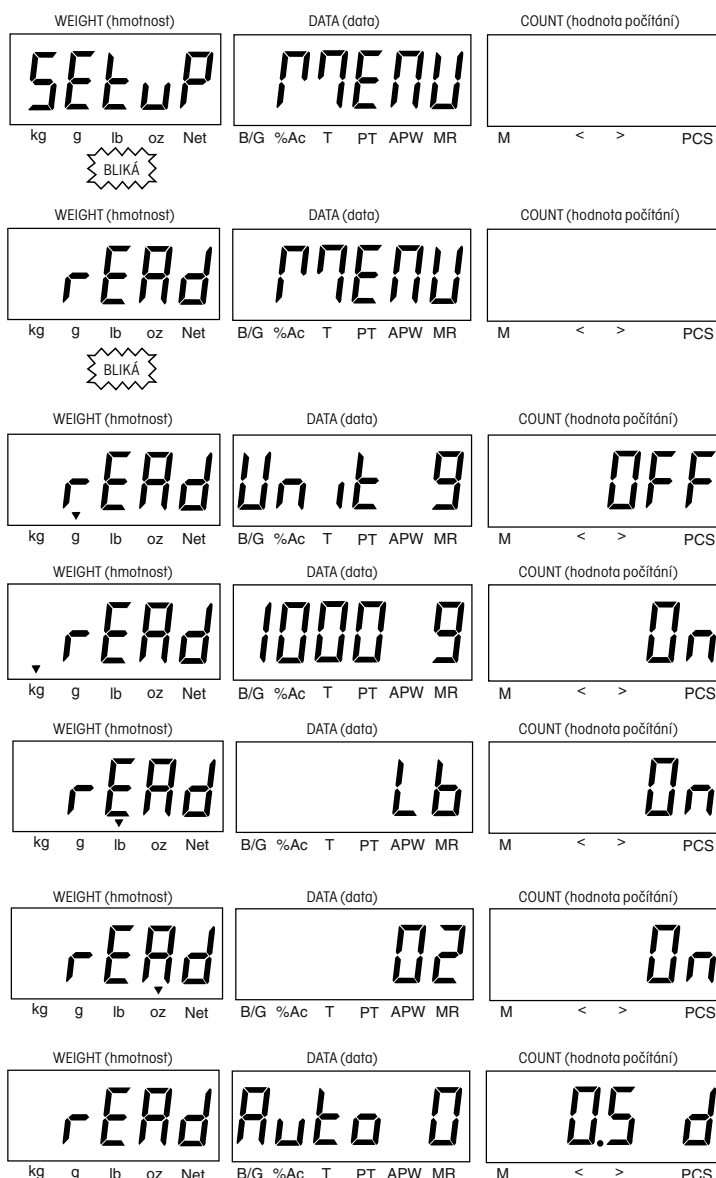 WEIGHT (hmotnost) DATA (data) COUNT (hodnota počítání)
SEtuP MENU
kg g lb oz Net B/G %Ac T PT APW MR M < > PCS
BLIKÁ
WEIGHT (hmotnost) DATA (data) COUNT (hodnota počítání)
rEAd MENU
kg g lb oz Net B/G %Ac T PT APW MR M < > PCS
BLIKÁ
WEIGHT (hmotnost) DATA (data) COUNT (hodnota počítání)
rEAd Unit g OFF
kg g lb oz Net B/G %Ac T PT APW MR M < > PCS
WEIGHT (hmotnost) DATA (data) COUNT (hodnota počítání)
rEAd 1000 g On
kg g lb oz Net B/G %Ac T PT APW MR M < > PCS
WEIGHT (hmotnost) DATA (data) COUNT (hodnota počítání)
rEAd Lb On
kg g lb oz Net B/G %Ac T PT APW MR M < > PCS
WEIGHT (hmotnost) DATA (data) COUNT (hodnota počítání)
rEAd OZ On
kg g lb oz Net B/G %Ac T PT APW MR M < > PCS
WEIGHT (hmotnost) DATA (data) COUNT (hodnota počítání)
rEAd Auto 0 0.5 d
kg g lb oz Net B/G %Ac T PT APW MR M < > PCS